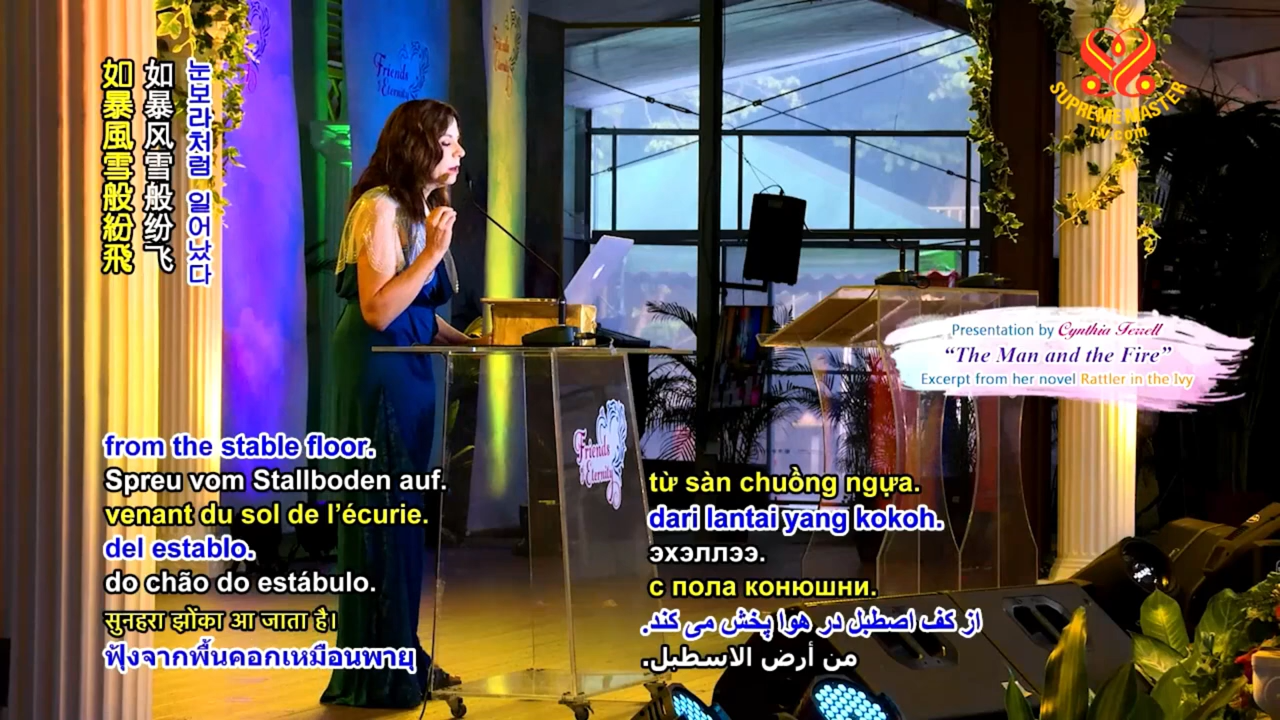 눈보라처럼 일어났다
如暴风雪般纷飞
如暴風雪般紛飛
Friends
of Eternity
SUPREME MASTER
TV.com
Presentation by Cynthia Ferrell
“The Man and the Fire”
Excerpt from her novel Rattler in the Ivy
Friends
of Eternity
from the stable floor.
Spreu vom Stallboden auf.
venant du sol de l’écurie.
del establo.
do chão do estábulo.
सुनहरा झोंका आ जाता है।
ฟุ้งจากพื้นคอกเหมือนพายุ
từ sàn chuồng ngựa.
dari lantai yang kokoh.
эхэллээ.
с пола конюшни.
از کف اصطبل در هوا پخش می کند.
من أرض الاسطبل.